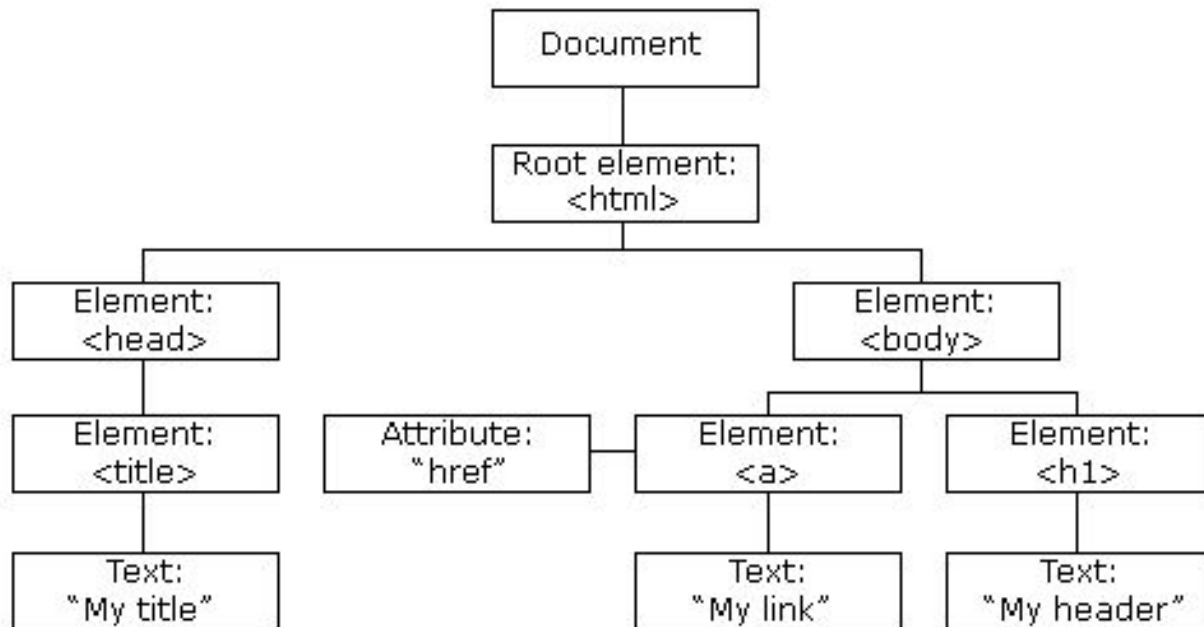 Document
Root element:
<html>
Element:
<head>
Element:
<body>
Element:
<title>
Attribute:
“href”
Element:
<a>
Element:
<h1>
Text:
“My title”
Text:
“My link”
Text:
“My header”